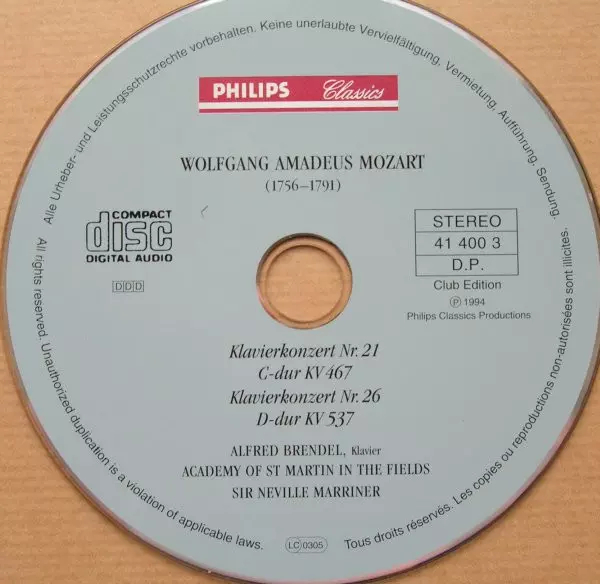 Alle Urheber- und Leistungsschutzrechte vorbehalten. Keine unerlaubte Vervielfältigung, Vermietung, Aufführung, Sendung.
PHILIPS Classics
WOLFGANG AMADEUS MOZART
(1756–1791)
COMPACT
disc
DIGITAL AUDIO
DDD
STEREO
41 400 3
D.P.
Club Edition
℗ 1994
Philips Classics Productions
Klavierkonzert Nr. 21
C-dur KV 467
Klavierkonzert Nr. 26
D-dur KV 537
ALFRED BRENDEL, Klavier
ACADEMY OF ST MARTIN IN THE FIELDS
SIR NEVILLE MARRINER
All rights reserved. Unauthorized duplication is a violation of applicable laws.
LC 0305
Tous droits réservés. Les copies ou reproductions non-autorisées sont illicites.